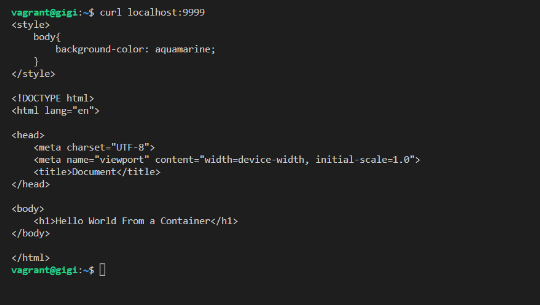 vagrant@gigi:~$ curl localhost:9999
<style>
    body{
        background-color: aquamarine;
    }
</style>

<!DOCTYPE html>
<html lang="en">

<head>
    <meta charset="UTF-8">
    <meta name="viewport" content="width=device-width, initial-scale=1.0">
    <title>Document</title>
</head>

<body>
    <h1>Hello World From a Container</h1>
</body>

</html>
vagrant@gigi:~$